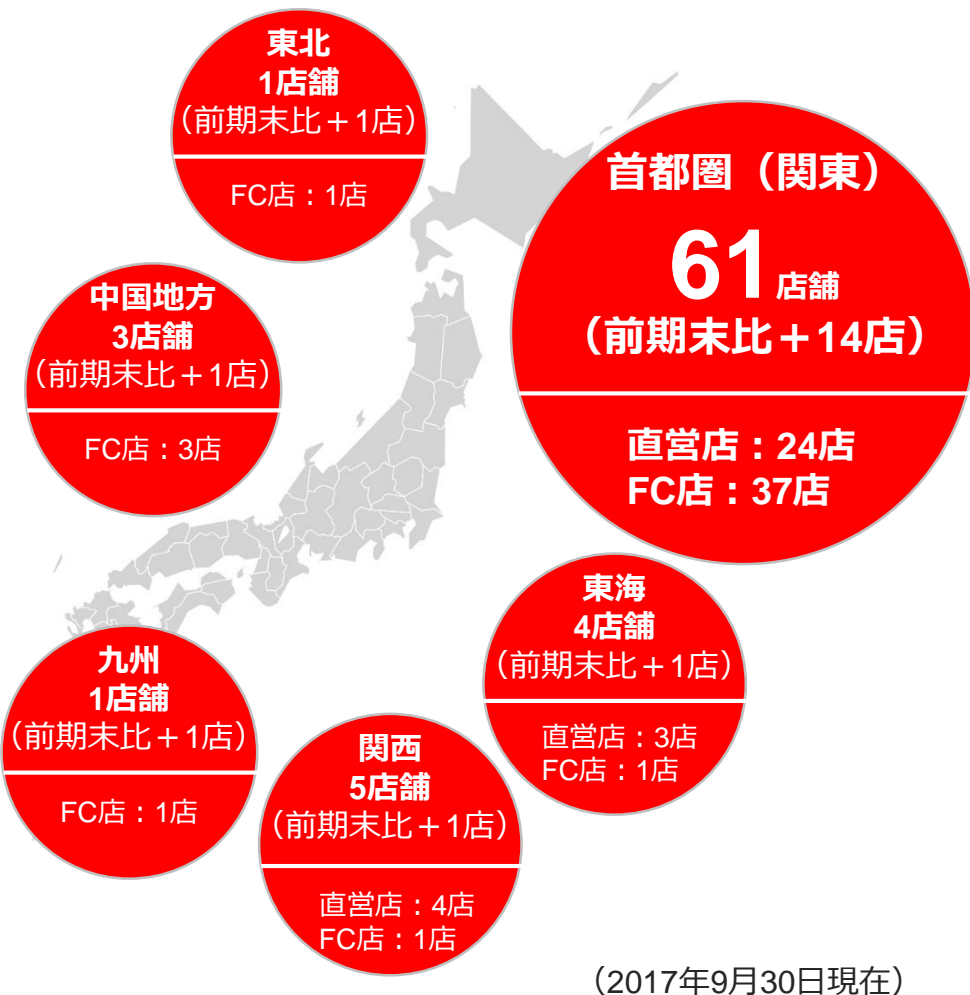 東北
1店舗
（前期末比＋1店）
FC店：1店
首都圏（関東）
61店舗
（前期末比＋14店）
直営店：24店
FC店：37店
中国地方
3店舗
（前期末比＋1店）
FC店：3店
東海
4店舗
（前期末比＋1店）
直営店：3店
FC店：1店
九州
1店舗
（前期末比＋1店）
FC店：1店
関西
5店舗
（前期末比＋1店）
直営店：4店
FC店：1店
（2017年9月30日現在）